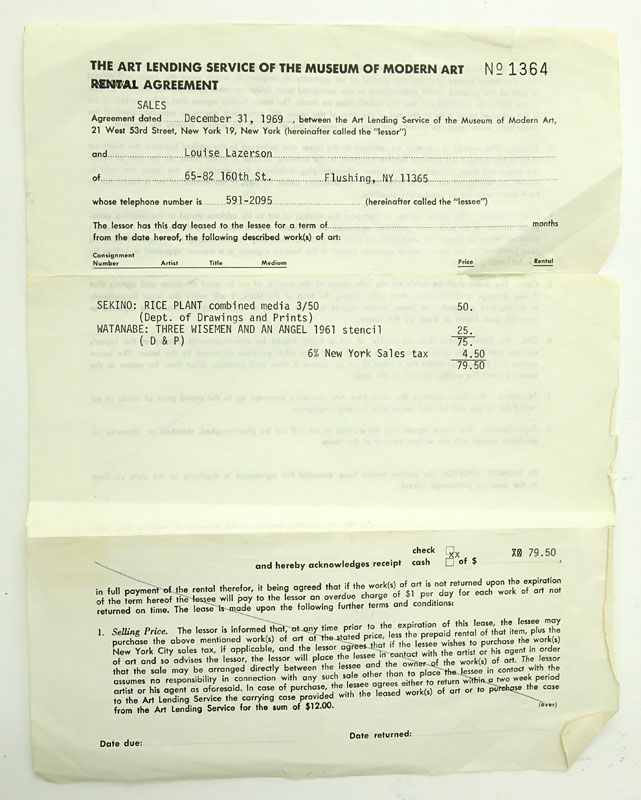 THE ART LENDING SERVICE OF THE MUSEUM OF MODERN ART Nº 1364
RENTAL AGREEMENT
SALES
Agreement dated December 31, 1969, between the Art Lending Service of the Museum of Modern Art,
21 West 53rd Street, New York 19, New York (hereinafter called the "lessor")
and Louise Lazerson
of 65-82 160th St. Flushing, NY 11365
whose telephone number is 591-2095 (hereinafter called the "lessee")
The lessor has this day leased to the lessee for a term of months
from the date hereof, the following described work(s) of art:
Consignment
Number Artist Title Medium Price Rental
SEKINO: RICE PLANT combined media 3/50 50.
(Dept. of Drawings and Prints)
WATANABE: THREE WISEMEN AND AN ANGEL 1961 stencil 25.
( D & P) 75.
6% New York Sales tax 4.50
79.50
check xx
and hereby acknowledges receipt cash of $ 79.50
in full payment of the rental therefor, it being agreed that if the work(s) of art is not returned upon the expiration
of the term hereof the lessee will pay to the lessor an overdue charge of $1 per day for each work of art not
returned on time. The lease is made upon the following further terms and conditions:
1. Selling Price. The lessor is informed that, at any time prior to the expiration of this lease, the lessee may
purchase the above mentioned work(s) of art at the stated price, less the prepaid rental of that item, plus the
New York City sales tax, if applicable, and the lessor agrees that if the lessee wishes to purchase the work(s)
of art and so advises the lessor, the lessor will place the lessee in contact with the artist or his agent in order
that the sale may be arranged directly between the lessee and the owner of the work(s) of art. The lessor
assumes no responsibility in connection with any such sale other than to place the lessee in contact with the
artist or his agent as aforesaid. In case of purchase, the lessee agrees either to return within a two week period
to the Art Lending Service the carrying case provided with the leased work(s) of art or to purchase the case
from the Art Lending Service for the sum of $12.00.
(over)
Date due: Date returned: